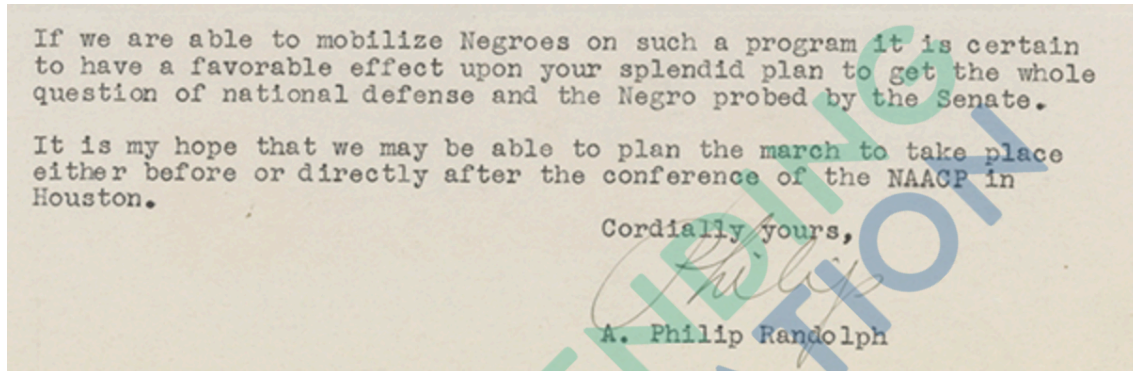 If we are able to mobilize Negroes on such a program it is certain
to have a favorable effect upon your splendid plan to get the whole
question of national defense and the Negro probed by the Senate.
It is my hope that we may be able to plan the march to take place
either before or directly after the conference of the NAACP in
Houston.
Cordially yours,
Philip
A. Philip Randolph